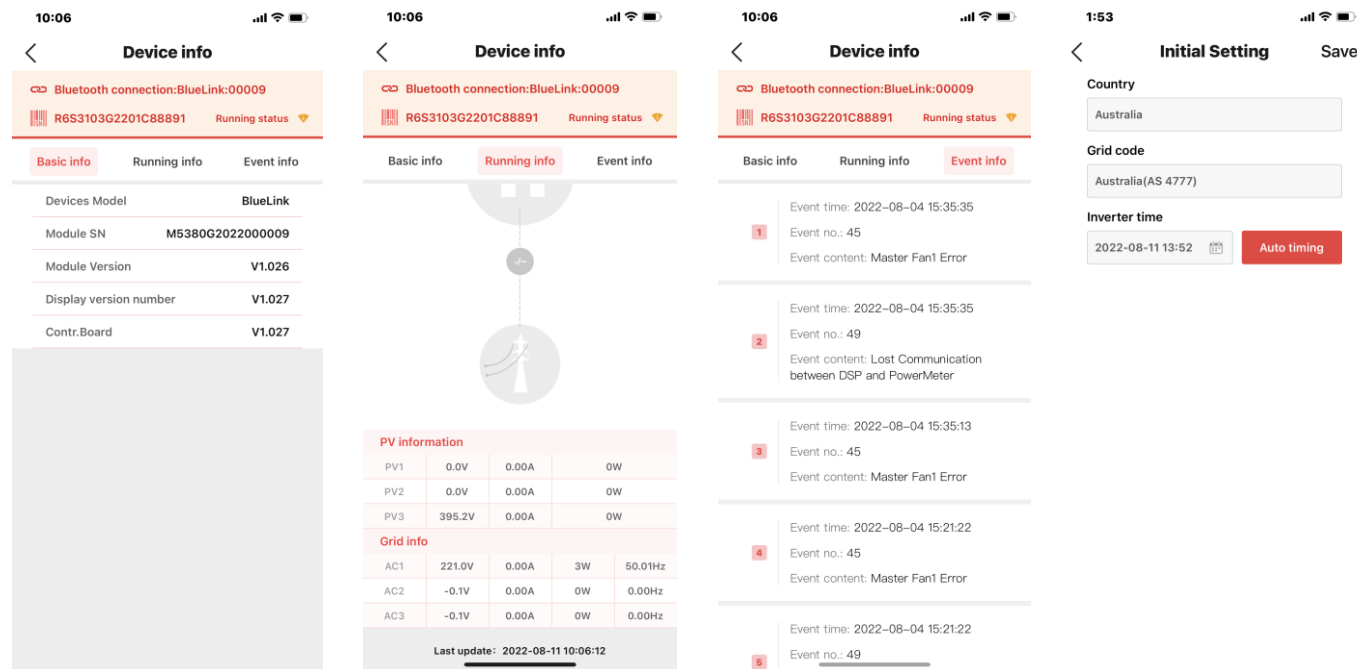 10:06
Device info
Bluetooth connection:BlueLink:00009
R6S3103G2201C88891 Running status
Basic info Running info Event info
Devices Model BlueLink
Module SN M5380G2022000009
Module Version V1.026
Display version number V1.027
Contr.Board V1.027
10:06
Device info
Bluetooth connection:BlueLink:00009
R6S3103G2201C88891 Running status
Basic info Running info Event info
-/-
PV information
PV1 0.0V 0.00A 0W
PV2 0.0V 0.00A 0W
PV3 395.2V 0.00A 0W
Grid info
AC1 221.0V 0.00A 3W 50.01Hz
AC2 -0.1V 0.00A 0W 0.00Hz
AC3 -0.1V 0.00A 0W 0.00Hz
Last update: 2022-08-11 10:06:12
10:06
Device info
Bluetooth connection:BlueLink:00009
R6S3103G2201C88891 Running status
Basic info Running info Event info
Event time: 2022-08-04 15:35:35
1 Event no.: 45
Event content: Master Fan1 Error
Event time: 2022-08-04 15:35:35
2 Event no.: 49
Event content: Lost Communication
between DSP and PowerMeter
Event time: 2022-08-04 15:35:13
3 Event no.: 45
Event content: Master Fan1 Error
Event time: 2022-08-04 15:21:22
4 Event no.: 45
Event content: Master Fan1 Error
Event time: 2022-08-04 15:21:22
5 Event no.: 49
1:53
Initial Setting Save
Country
Australia
Grid code
Australia(AS 4777)
Inverter time
2022-08-11 13:52 Auto timing